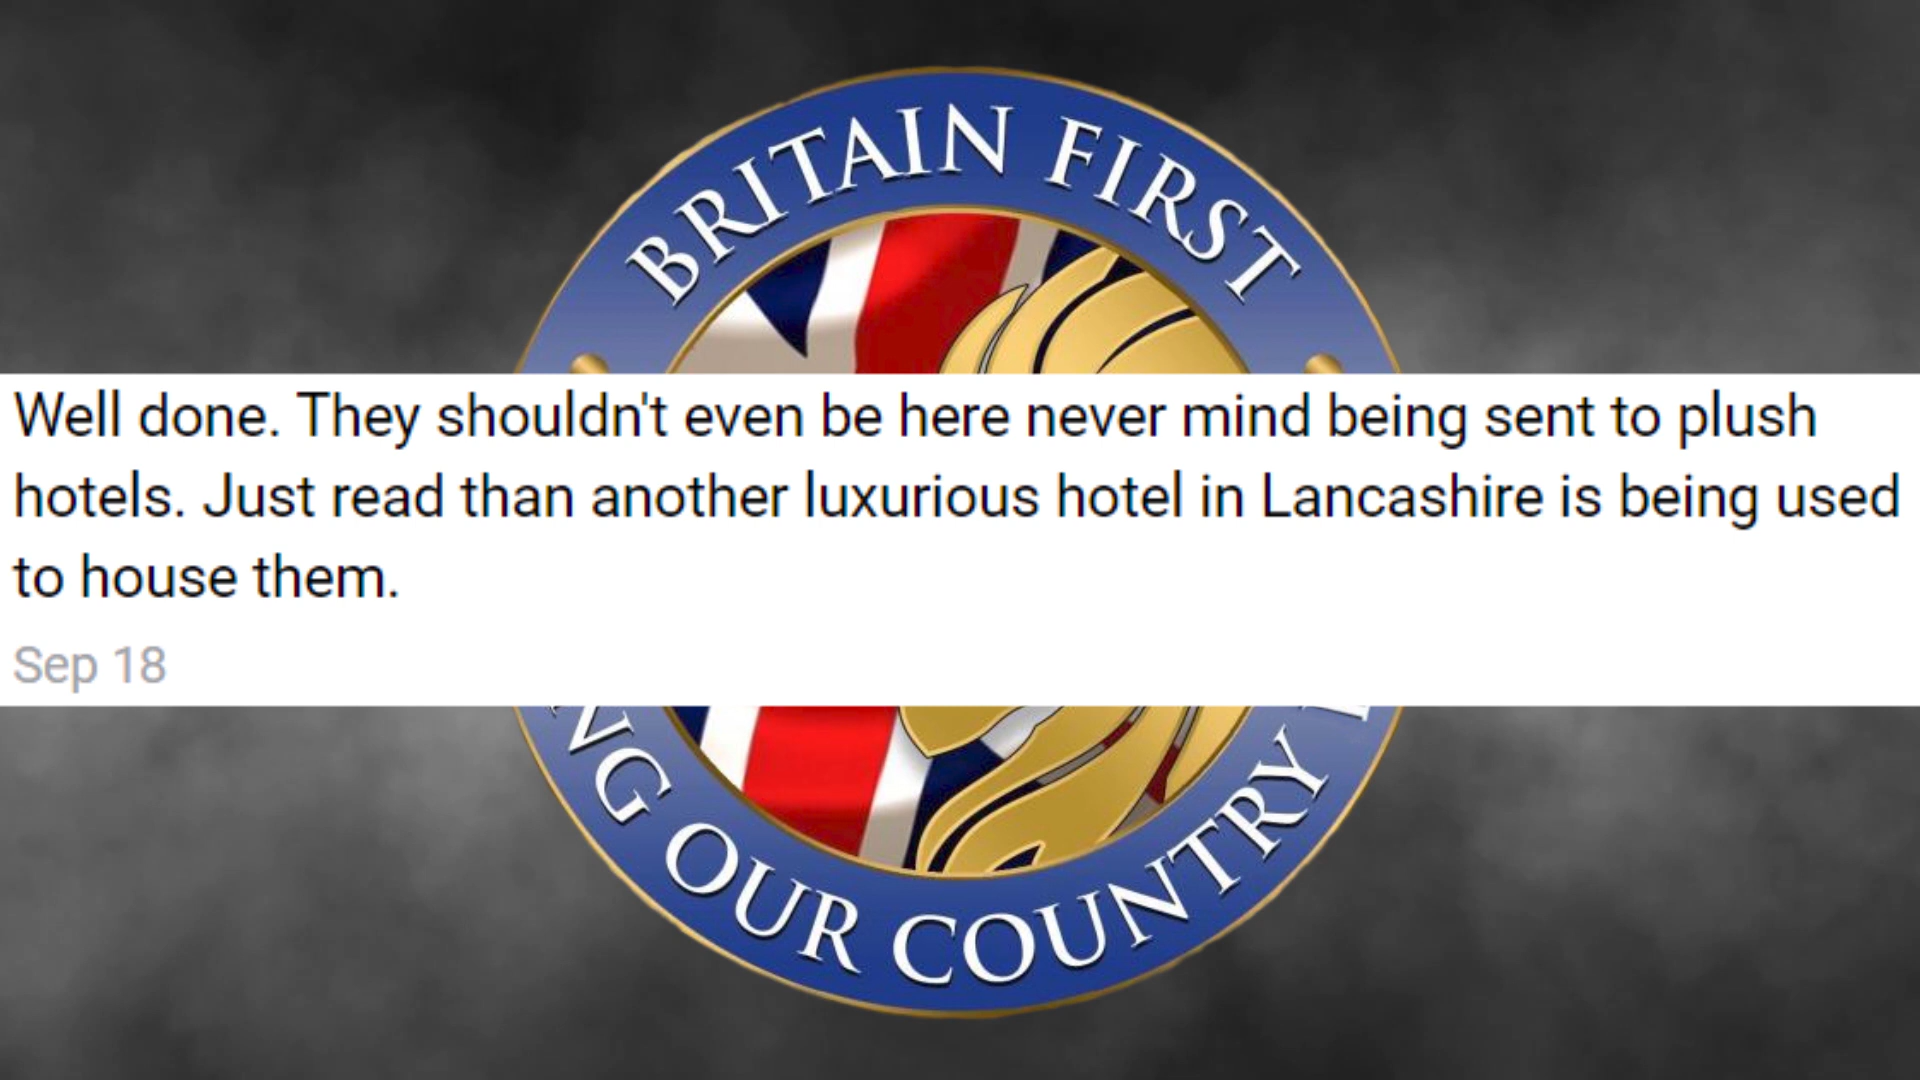 BRITAIN FIRST
Well done. They shouldn't even be here never mind being sent to plush
hotels. Just read than another luxurious hotel in Lancashire is being used
to house them.
Sep 18
OUR COUNTRY